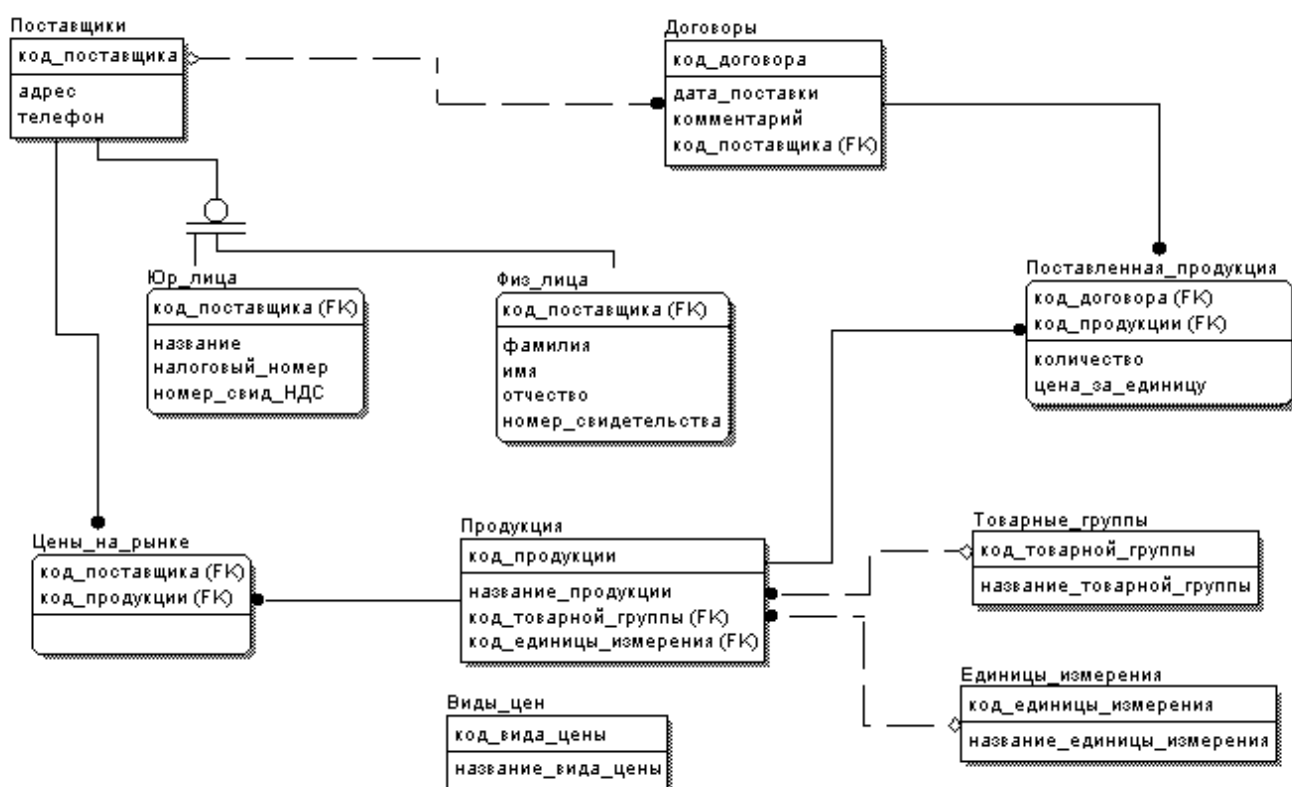 Поставщики
код_поставщика
адрес
телефон
Договоры
код_договора
дата_поставки
комментарий
код_поставщика (FK)
Юр_лица
код_поставщика (FK)
название
налоговый_номер
номер_свид_НДС
Физ_лица
код_поставщика (FK)
фамилия
имя
отчество
номер_свидетельства
Поставленная_продукция
код_договора (FK)
код_продукции (FK)
количество
цена_за_единицу
Цены_на_рынке
код_поставщика (FK)
код_продукции (FK)
Продукция
код_продукции
название_продукции
код_товарной_группы (FK)
код_единицы_измерения (FK)
Товарные_группы
код_товарной_группы
название_товарной_группы
Виды_цен
код_вида_цены
название_вида_цены
Единицы_измерения
код_единицы_измерения
название_единицы_измерения